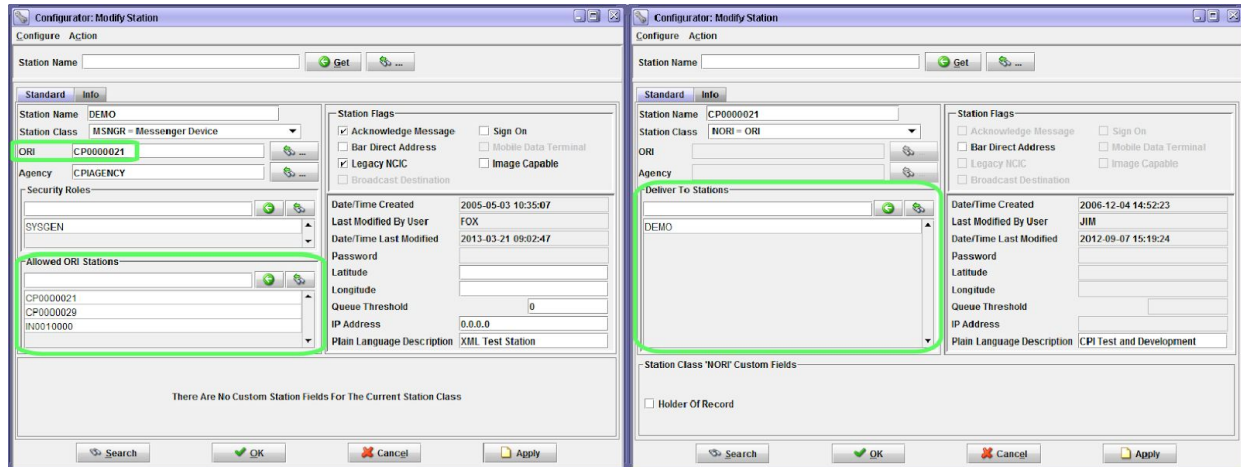 Configurator: Modify Station
Configure Action
Station Name
Get
...
Standard Info
Station Name DEMO
Station Class MSNGR = Messenger Device
ORI CP0000021 ...
Agency CPIAGENCY ...
Security Roles
SYSGEN
Allowed ORI Stations
CP0000021
CP0000029
IN0010000
Station Flags
Acknowledge Message Sign On
Bar Direct Address Mobile Data Terminal
Legacy NCIC Image Capable
Broadcast Destination
Date/Time Created 2005-05-03 10:35:07
Last Modified By User FOX
Date/Time Last Modified 2013-03-21 09:02:47
Password
Latitude
Longitude
Queue Threshold 0
IP Address 0.0.0.0
Plain Language Description XML Test Station
There Are No Custom Station Fields For The Current Station Class
Search OK Cancel Apply
Configurator: Modify Station
Configure Action
Station Name
Get
...
Standard Info
Station Name CP0000021
Station Class NORI = ORI
ORI
Agency
Deliver To Stations
DEMO
Station Flags
Acknowledge Message Sign On
Bar Direct Address Mobile Data Terminal
Legacy NCIC Image Capable
Broadcast Destination
Date/Time Created 2006-12-04 14:52:23
Last Modified By User JIM
Date/Time Last Modified 2012-09-07 15:19:24
Password
Latitude
Longitude
Queue Threshold
IP Address
Plain Language Description CPI Test and Development
Station Class 'NORI' Custom Fields
Holder Of Record
Search OK Cancel Apply